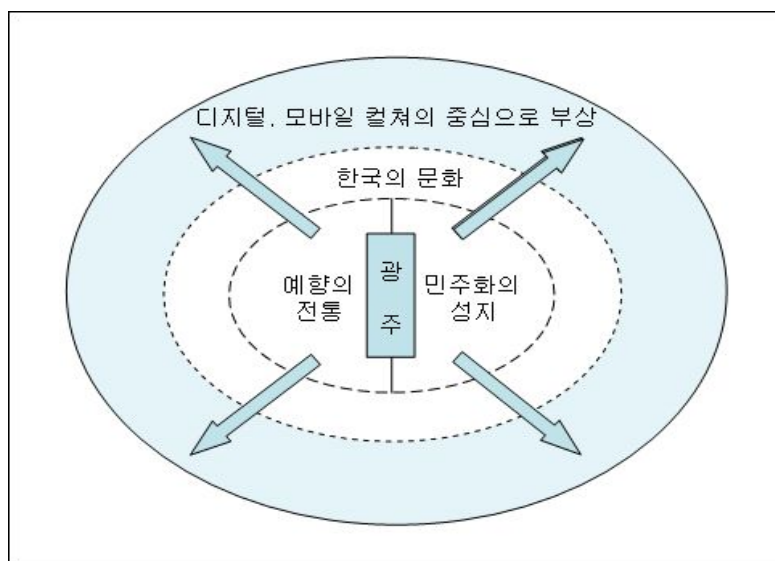 디지털, 모바일 컬쳐의 중심으로 부상
한국의 문화
예향의
전통
광
주
민주화의
성지